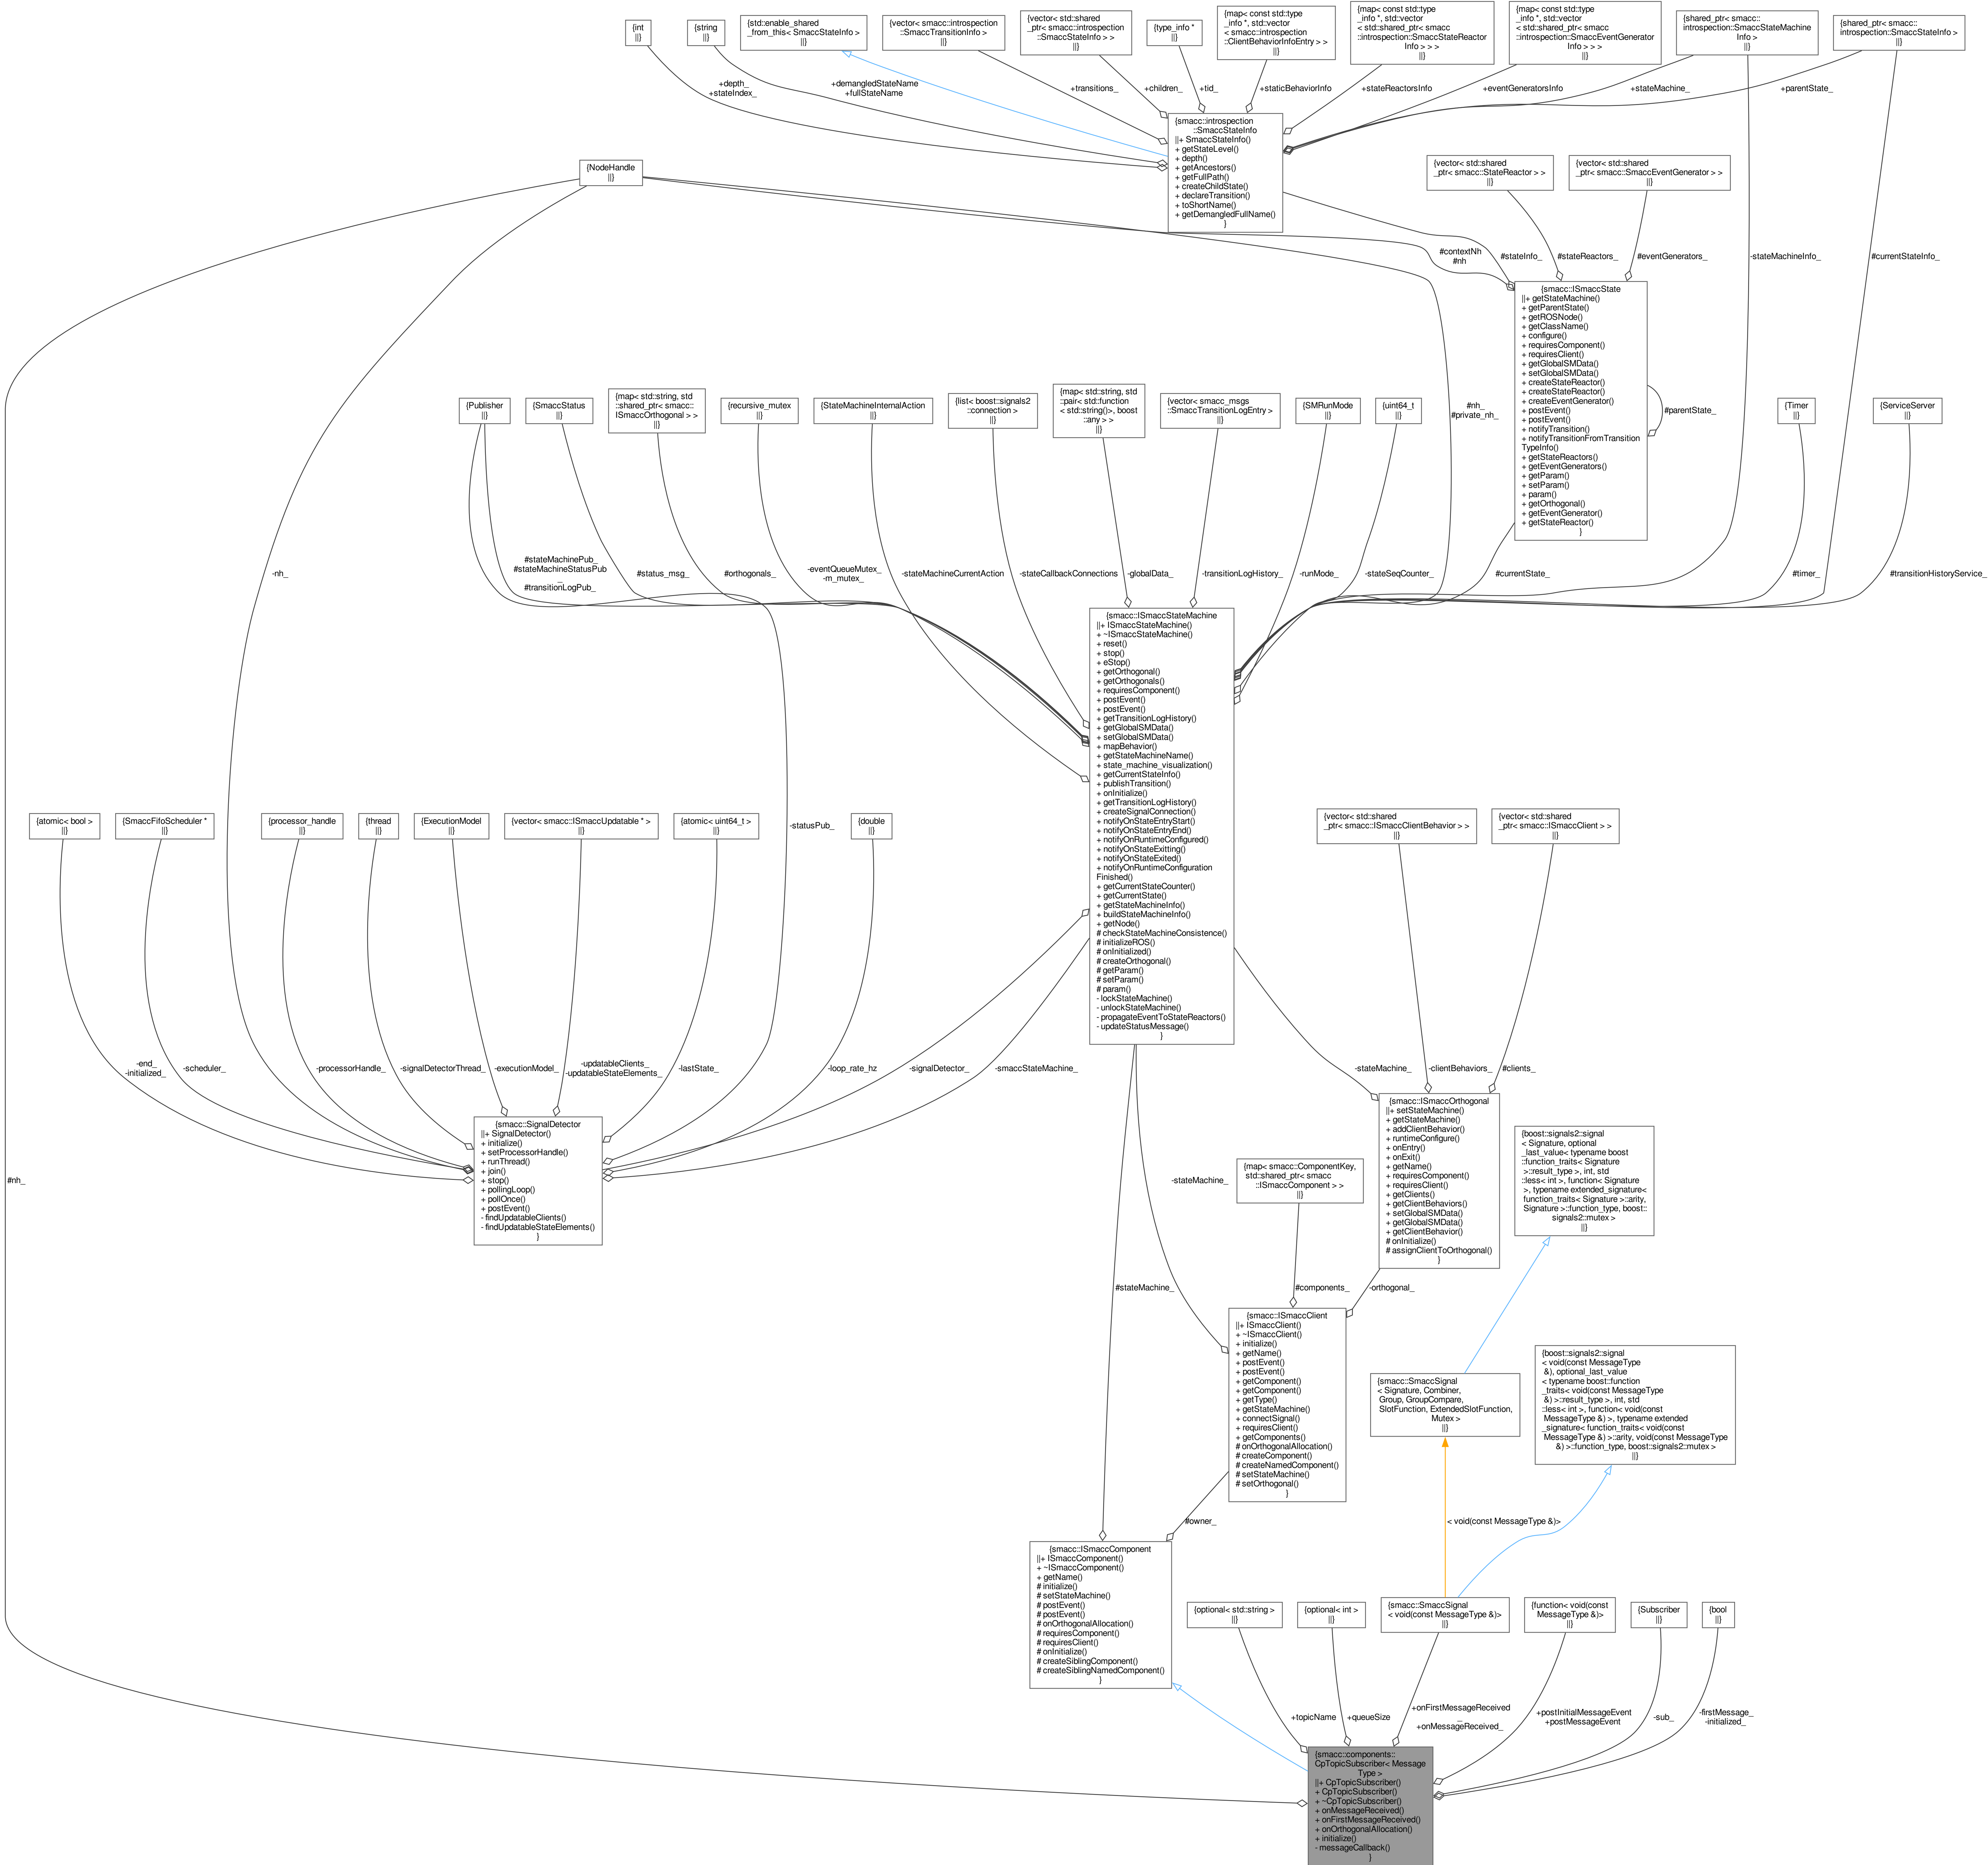 {int
||}
{string
||}
{std::enable_shared
_from_this< SmaccStateInfo >
||}
{vector< smacc::introspection
::SmaccTransitionInfo >
||}
{vector< std::shared
_ptr< smacc::introspection
::SmaccStateInfo > >
||}
{type_info *
||}
{map< const std::type
_info *, std::vector
< smacc::introspection
::ClientBehaviorInfoEntry > >
||}
{map< const std::type
_info *, std::vector
< std::shared_ptr< smacc
::introspection::SmaccStateReactor
Info > > >
||}
{map< const std::type
_info *, std::vector
< std::shared_ptr< smacc
::introspection::SmaccEventGenerator
Info > > >
||}
{shared_ptr< smacc::
introspection::SmaccStateMachine
Info >
||}
{shared_ptr< smacc::
introspection::SmaccStateInfo >
||}
+depth_
+stateIndex_
+demangledStateName
+fullStateName
+transitions_
+children_
+tid_
+staticBehaviorInfo
+stateReactorsInfo
+eventGeneratorsInfo
+stateMachine_
+parentState_
{smacc::introspection
::SmaccStateInfo
||+ SmaccStateInfo()
+ getStateLevel()
+ depth()
+ getAncestors()
+ getFullPath()
+ createChildState()
+ declareTransition()
+ toShortName()
+ getDemangledFullName()
}
{NodeHandle
||}
{vector< std::shared
_ptr< smacc::StateReactor > >
||}
{vector< std::shared
_ptr< smacc::SmaccEventGenerator > >
||}
#contextNh
#nh
#stateInfo_
#stateReactors_
#eventGenerators_
-stateMachineInfo_
#currentStateInfo_
{smacc::ISmaccState
||+ getStateMachine()
+ getParentState()
+ getROSNode()
+ getClassName()
+ configure()
+ requiresComponent()
+ requiresClient()
+ getGlobalSMData()
+ setGlobalSMData()
+ createStateReactor()
+ createStateReactor()
+ createEventGenerator()
+ postEvent()
+ postEvent()
+ notifyTransition()
+ notifyTransitionFromTransition
TypeInfo()
+ getStateReactors()
+ getEventGenerators()
+ getParam()
+ setParam()
+ param()
+ getOrthogonal()
+ getEventGenerator()
+ getStateReactor()
}
#parentState_
{Publisher
||}
{SmaccStatus
||}
{map< std::string, std
::shared_ptr< smacc::
ISmaccOrthogonal > >
||}
{recursive_mutex
||}
{StateMachineInternalAction
||}
{list< boost::signals2
::connection >
||}
{map< std::string, std
::pair< std::function
< std::string()>, boost
::any > >
||}
{vector< smacc_msgs
::SmaccTransitionLogEntry >
||}
{SMRunMode
||}
{uint64_t
||}
#nh_
#private_nh_
{Timer
||}
{ServiceServer
||}
-nh_
#stateMachinePub_
#stateMachineStatusPub
_
#transitionLogPub_
#status_msg_
#orthogonals_
-eventQueueMutex_
-m_mutex_
-stateMachineCurrentAction
-stateCallbackConnections
-globalData_
-transitionLogHistory_
-runMode_
-stateSeqCounter_
#currentState_
#timer_
#transitionHistoryService_
{smacc::ISmaccStateMachine
||+ ISmaccStateMachine()
+ ~ISmaccStateMachine()
+ reset()
+ stop()
+ eStop()
+ getOrthogonal()
+ getOrthogonals()
+ requiresComponent()
+ postEvent()
+ postEvent()
+ getTransitionLogHistory()
+ getGlobalSMData()
+ setGlobalSMData()
+ mapBehavior()
+ getStateMachineName()
+ state_machine_visualization()
+ getCurrentStateInfo()
+ publishTransition()
+ onInitialize()
+ getTransitionLogHistory()
+ createSignalConnection()
+ notifyOnStateEntryStart()
+ notifyOnStateEntryEnd()
+ notifyOnRuntimeConfigured()
+ notifyOnStateExitting()
+ notifyOnStateExited()
+ notifyOnRuntimeConfiguration
Finished()
+ getCurrentStateCounter()
+ getCurrentState()
+ getStateMachineInfo()
+ buildStateMachineInfo()
+ getNode()
# checkStateMachineConsistence()
# initializeROS()
# onInitialized()
# createOrthogonal()
# getParam()
# setParam()
# param()
- lockStateMachine()
- unlockStateMachine()
- propagateEventToStateReactors()
- updateStatusMessage()
}
{atomic< bool >
||}
{SmaccFifoScheduler *
||}
{processor_handle
||}
{thread
||}
{ExecutionModel
||}
{vector< smacc::ISmaccUpdatable * >
||}
{atomic< uint64_t >
||}
-statusPub_
{double
||}
{vector< std::shared
_ptr< smacc::ISmaccClientBehavior > >
||}
{vector< std::shared
_ptr< smacc::ISmaccClient > >
||}
-end_
-initialized_
-scheduler_
-processorHandle_
-signalDetectorThread_
-executionModel_
-updatableClients_
-updatableStateElements_
-lastState_
-loop_rate_hz
-signalDetector_
-smaccStateMachine_
-stateMachine_
-clientBehaviors_
#clients_
{smacc::SignalDetector
||+ SignalDetector()
+ initialize()
+ setProcessorHandle()
+ runThread()
+ join()
+ stop()
+ pollingLoop()
+ pollOnce()
+ postEvent()
- findUpdatableClients()
- findUpdatableStateElements()
}
{smacc::ISmaccOrthogonal
||+ setStateMachine()
+ getStateMachine()
+ addClientBehavior()
+ runtimeConfigure()
+ onEntry()
+ onExit()
+ getName()
+ requiresComponent()
+ requiresClient()
+ getClients()
+ getClientBehaviors()
+ setGlobalSMData()
+ getGlobalSMData()
+ getClientBehavior()
# onInitialize()
# assignClientToOrthogonal()
}
{boost::signals2::signal
< Signature, optional
_last_value< typename boost
::function_traits< Signature
>::result_type >, int, std
::less< int >, function< Signature
>, typename extended_signature<
function_traits< Signature >::arity,
Signature >::function_type, boost::
signals2::mutex >
||}
#nh_
-stateMachine_
{map< smacc::ComponentKey,
std::shared_ptr< smacc
::ISmaccComponent > >
||}
#stateMachine_
#components_
-orthogonal_
{smacc::ISmaccClient
||+ ISmaccClient()
+ ~ISmaccClient()
+ initialize()
+ getName()
+ postEvent()
+ postEvent()
+ getComponent()
+ getComponent()
+ getType()
+ getStateMachine()
+ connectSignal()
+ requiresClient()
+ getComponents()
# onOrthogonalAllocation()
# createComponent()
# createNamedComponent()
# setStateMachine()
# setOrthogonal()
}
{smacc::SmaccSignal
< Signature, Combiner,
Group, GroupCompare,
SlotFunction, ExtendedSlotFunction,
Mutex >
||}
{boost::signals2::signal
< void(const MessageType
&), optional_last_value
< typename boost::function
_traits< void(const MessageType
&) >::result_type >, int, std
::less< int >, function< void(const
MessageType &) >, typename extended
_signature< function_traits< void(const
MessageType &) >::arity, void(const MessageType
&) >::function_type, boost::signals2::mutex >
||}
#owner_
< void(const MessageType &)>
{smacc::ISmaccComponent
||+ ISmaccComponent()
+ ~ISmaccComponent()
+ getName()
# initialize()
# setStateMachine()
# postEvent()
# postEvent()
# onOrthogonalAllocation()
# requiresComponent()
# requiresClient()
# onInitialize()
# createSiblingComponent()
# createSiblingNamedComponent()
}
{optional< std::string >
||}
{optional< int >
||}
{smacc::SmaccSignal
< void(const MessageType &)>
||}
{function< void(const
MessageType &)>
||}
{Subscriber
||}
{bool
||}
+topicName
+queueSize
+onFirstMessageReceived
_
+onMessageReceived_
+postInitialMessageEvent
+postMessageEvent
-sub_
-firstMessage_
-initialized_
{smacc::components::
CpTopicSubscriber< Message
Type >
||+ CpTopicSubscriber()
+ CpTopicSubscriber()
+ ~CpTopicSubscriber()
+ onMessageReceived()
+ onFirstMessageReceived()
+ onOrthogonalAllocation()
+ initialize()
- messageCallback()
}